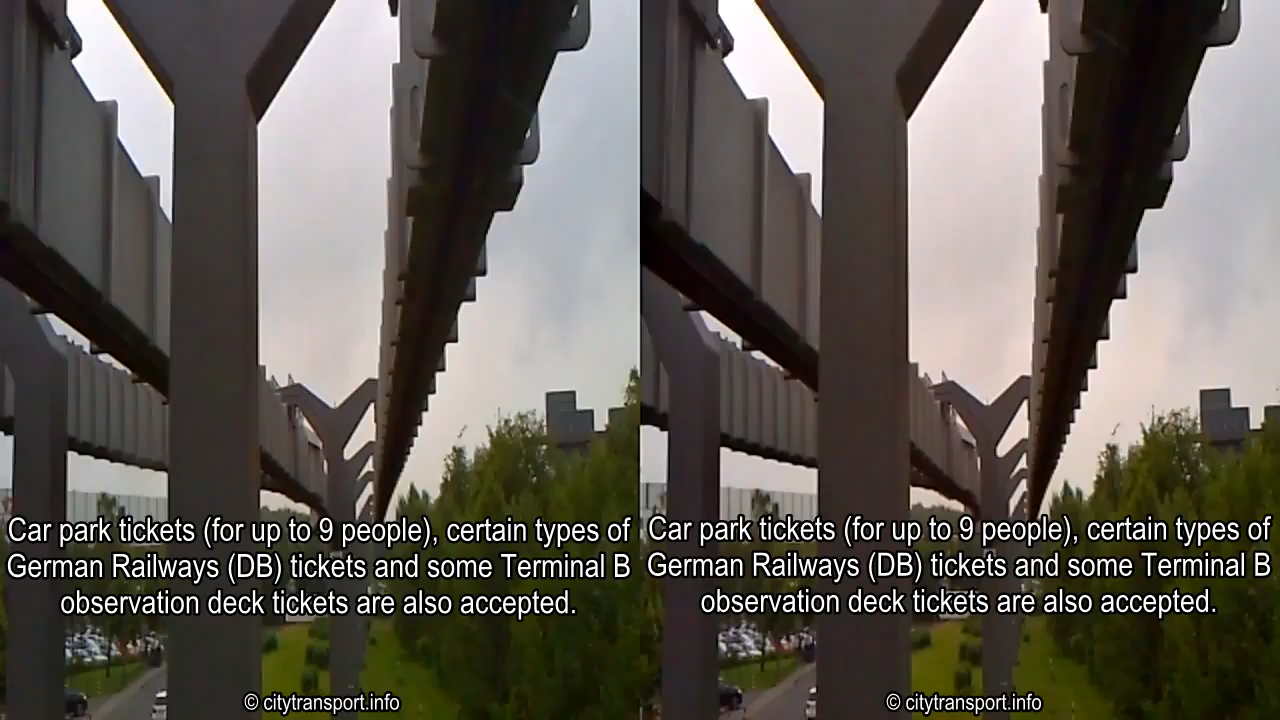 Car park tickets (for up to 9 people), certain types of
German Railways (DB) tickets and some Terminal B
observation deck tickets are also accepted.
© citytransport.info
Car park tickets (for up to 9 people), certain types of
German Railways (DB) tickets and some Terminal B
observation deck tickets are also accepted.
© citytransport.info